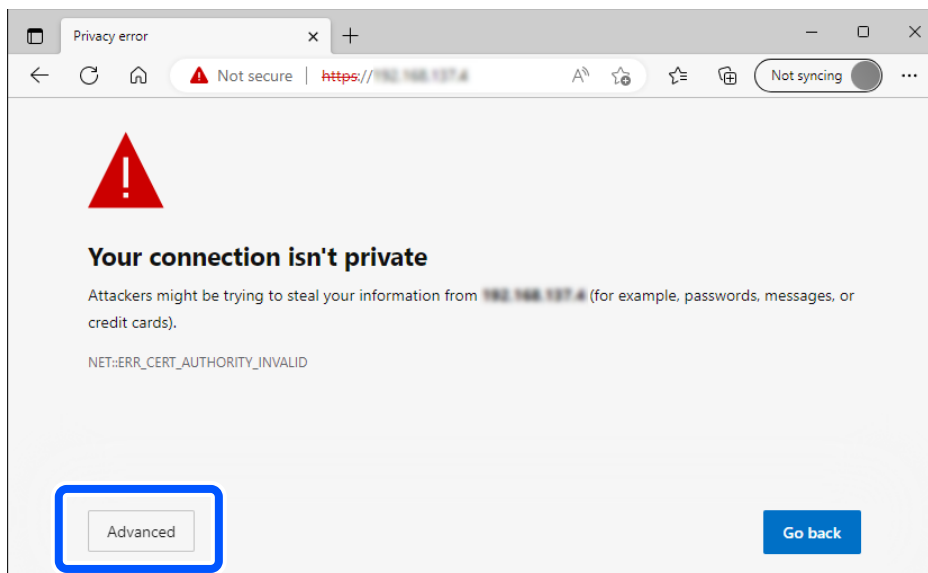 Privacy error
Not secure https://
Not syncing
Your connection isn't private
Attackers might be trying to steal your information from (for example, passwords, messages, or
credit cards).
NET::ERR_CERT_AUTHORITY_INVALID
Advanced
Go back